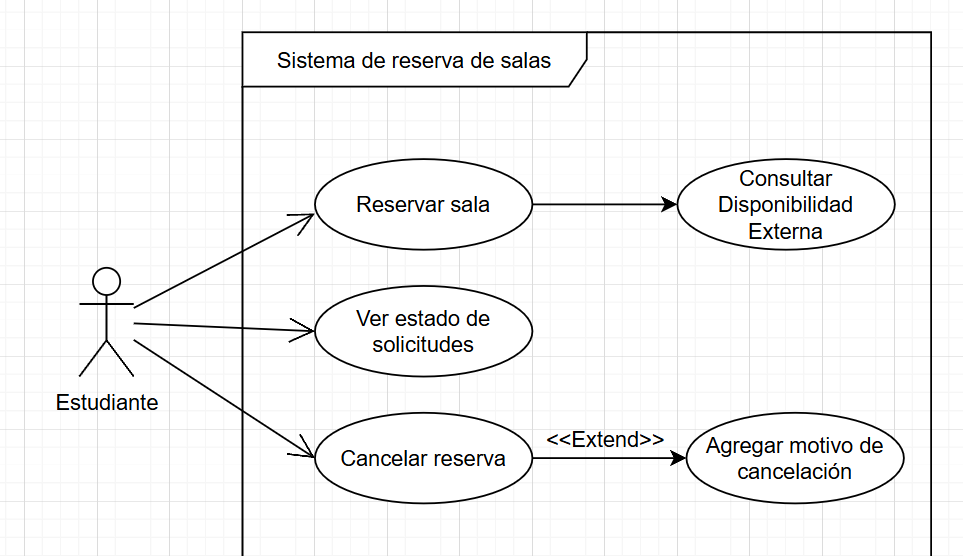 Sistema de reserva de salas
Reservar sala
Consultar
Disponibilidad
Externa
Ver estado de
solicitudes
Estudiante
Cancelar reserva
<<Extend>>
Agregar motivo de
cancelación